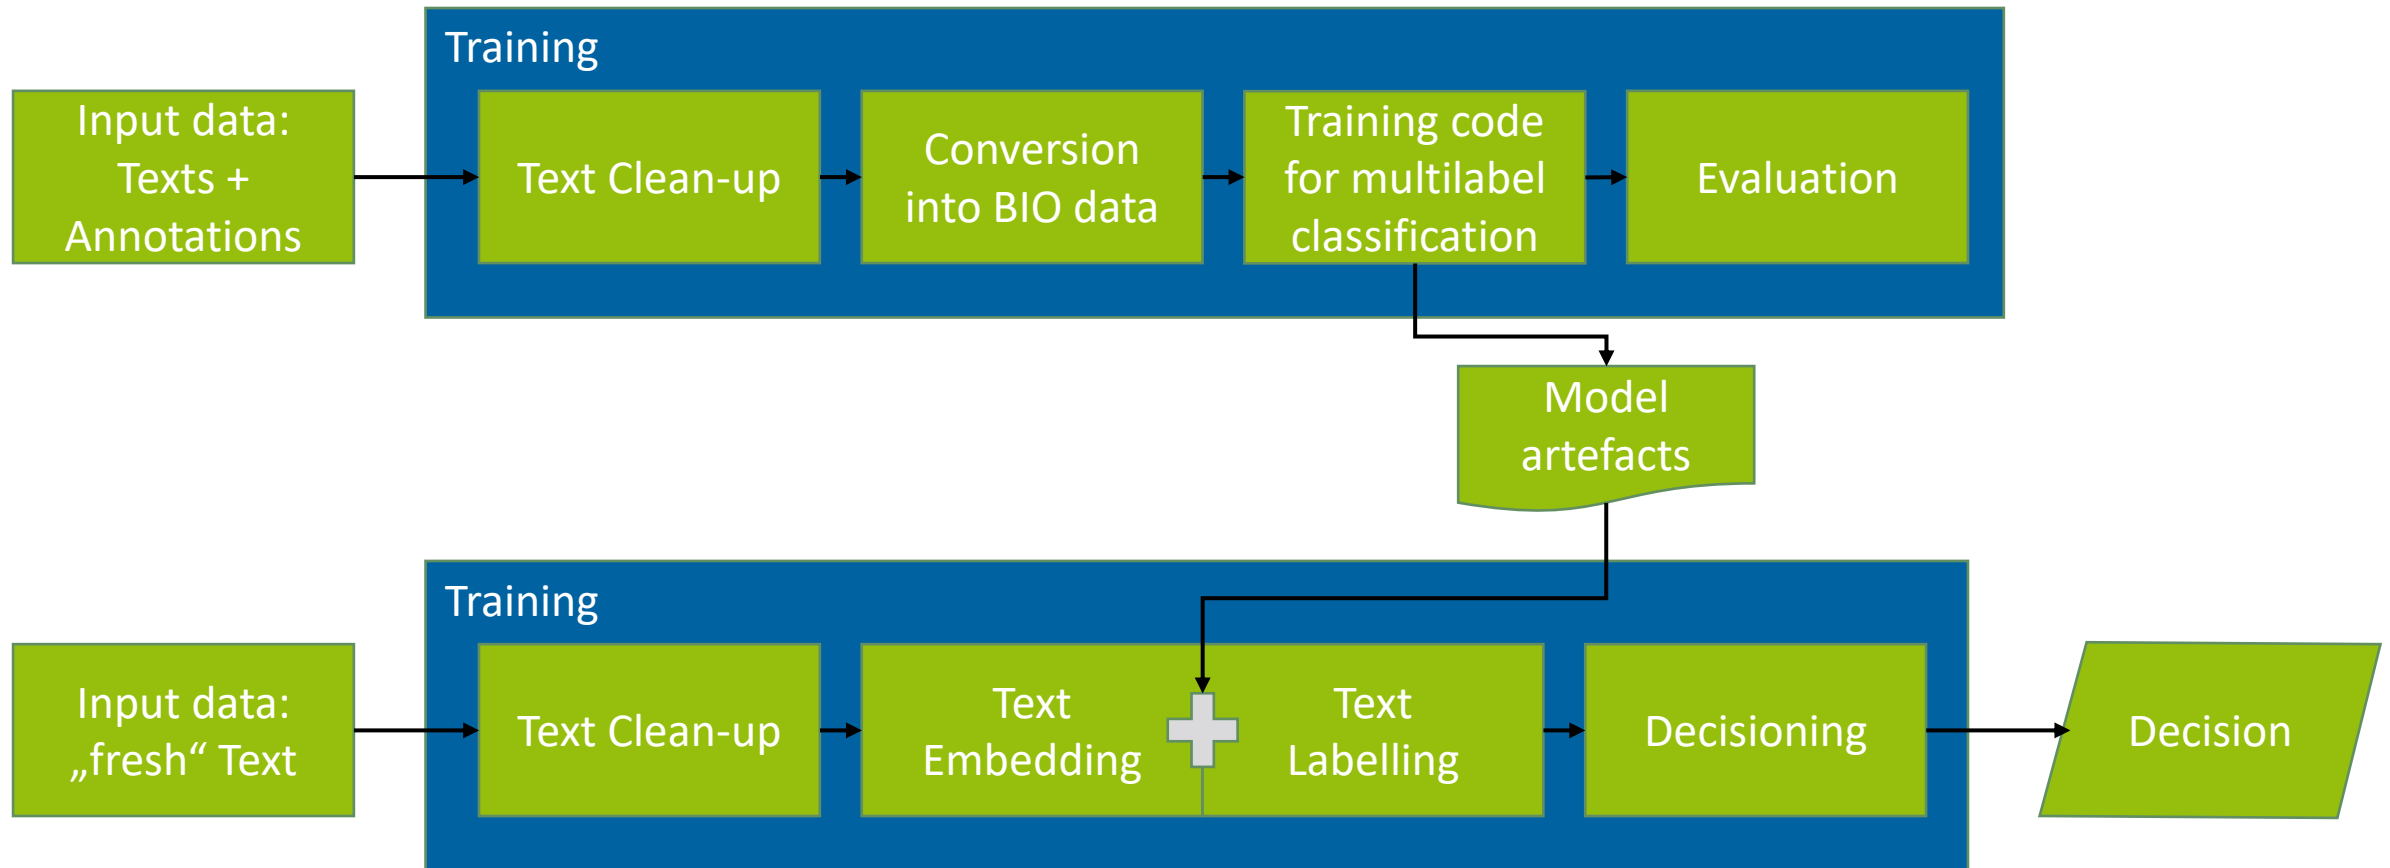 Training
Input data:
Texts +
Annotations
Text Clean-up
Conversion
into BIO data
Training code
for multilabel
classification
Evaluation
Model
artefacts
Training
Input data:
„fresh“ Text
Text Clean-up
Text
Embedding
Text
Labelling
Decisioning
Decision